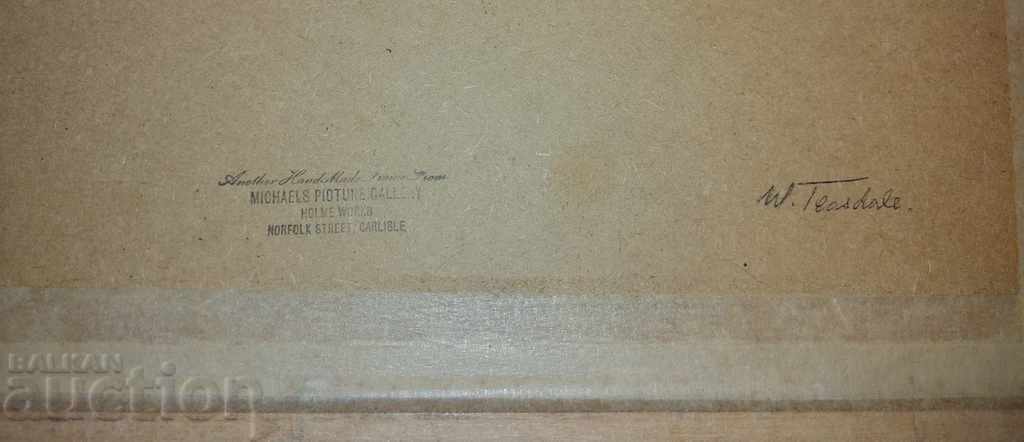 Another Hand Made Frame From
MICHAELS PICTURE GALLERY
HOLME WORKS
NORFOLK STREET, CARLISLE
W. Teasdale.
BALKAN
auction